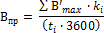 Bпр = ∑ B'max · ki / (ti · 3600)